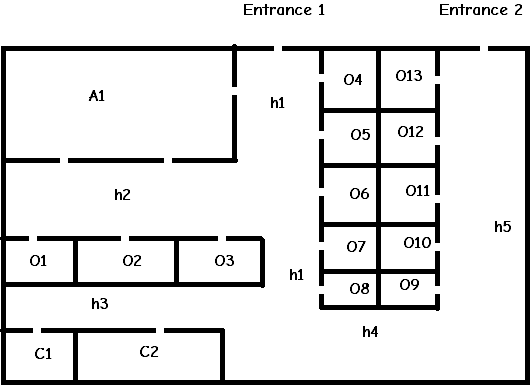 Entrance 1 Entrance 2
A1
h1
O4 O13
O5 O12
h2
O6 O11
h5
O1 O2 O3
O7 O10
h1
O8 O9
h3
h4
C1 C2